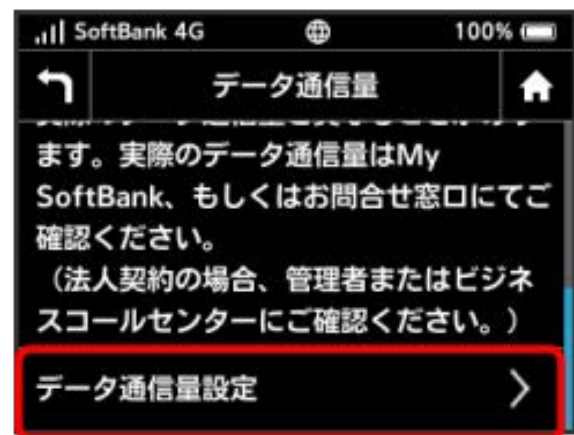 SoftBank 4G 100%
データ通信量
ます。実際のデータ通信量はMy
SoftBank、もしくはお問合せ窓口にてご
確認ください。
（法人契約の場合、管理者またはビジネ
スコールセンターにご確認ください。）
データ通信量設定